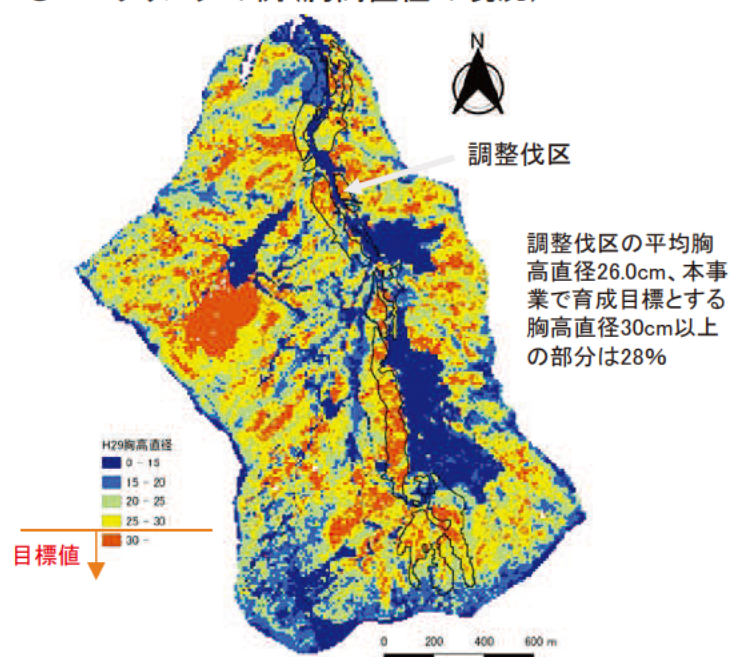 N
調整伐区
調整伐区の平均胸
高直径26.0cm、本事
業で育成目標とする
胸高直径30cm以上
の部分は28%
H29胸高直径
0 - 15
15 - 20
20 - 25
25 - 30
30 -
目標値
0 200 400 600 m